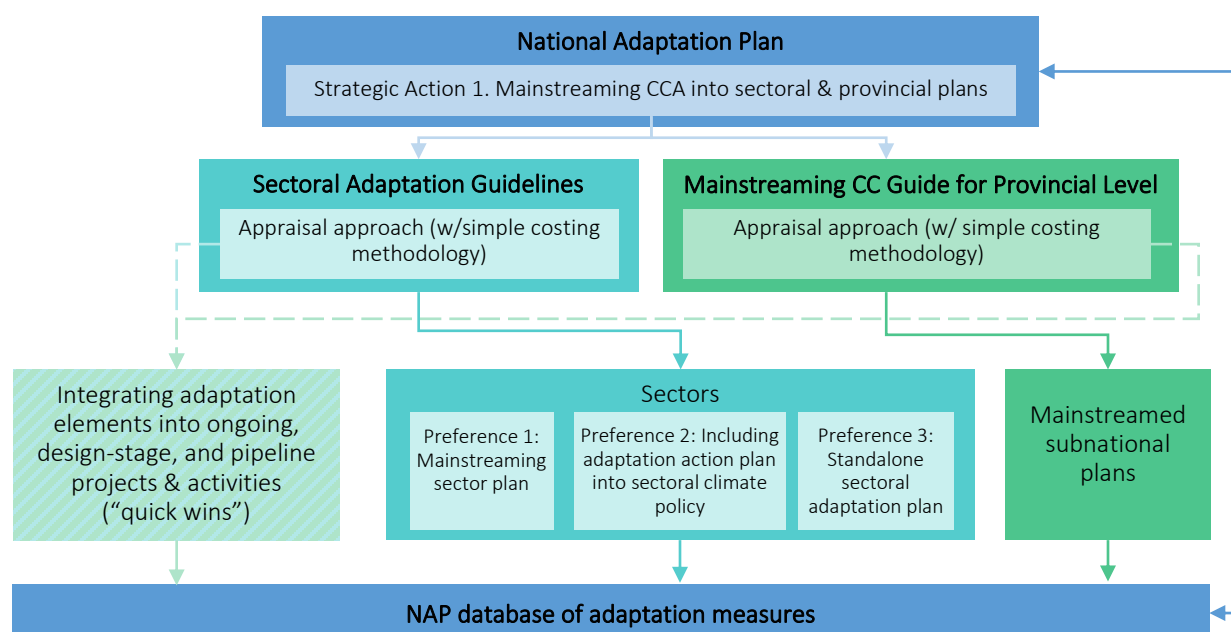 National Adaptation Plan
Strategic Action 1. Mainstreaming CCA into sectoral & provincial plans
Sectoral Adaptation Guidelines
Appraisal approach (w/simple costing
methodology)
Mainstreaming CC Guide for Provincial Level
Appraisal approach (w/ simple costing
methodology)
Integrating adaptation
elements into ongoing,
design-stage, and pipeline
projects & activities
(“quick wins”)
Sectors
Preference 1:
Mainstreaming
sector plan
Preference 2: Including
adaptation action plan
into sectoral climate
policy
Preference 3:
Standalone
sectoral
adaptation plan
Mainstreamed
subnational
plans
NAP database of adaptation measures